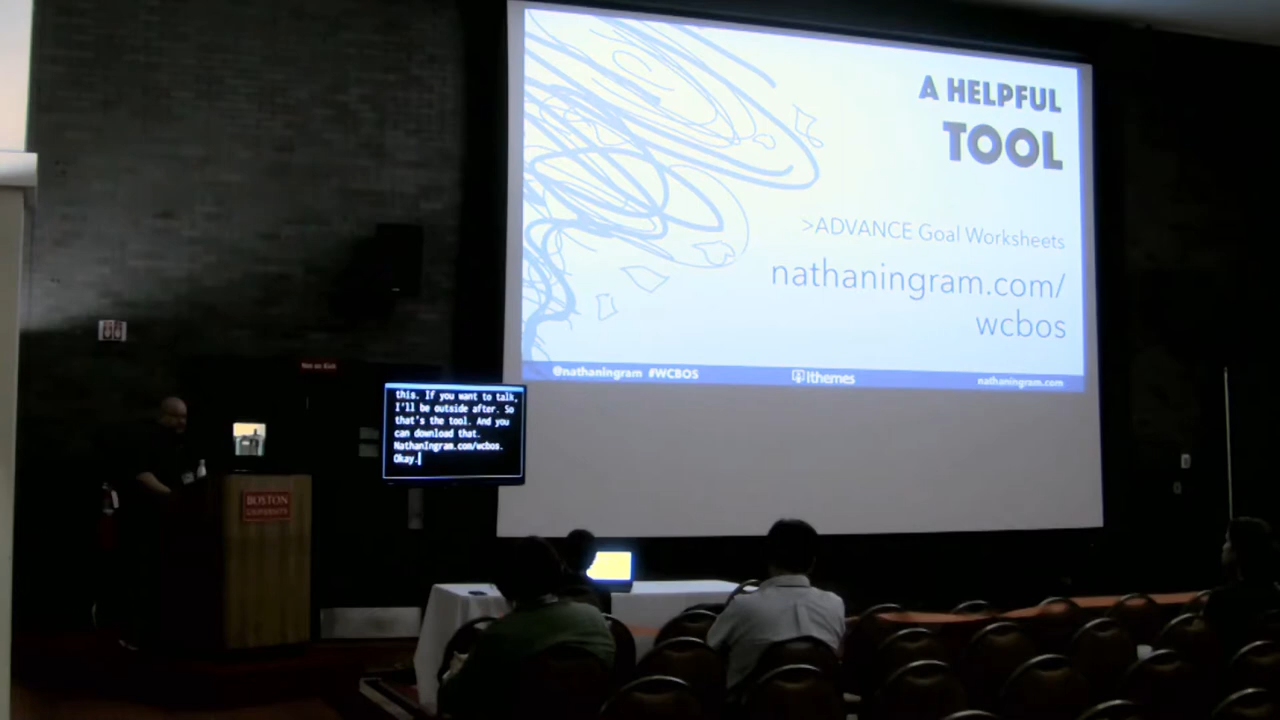 A HELPFUL
TOOL
>ADVANCE Goal Worksheets
nathaningram.com/
wcbos
@nathaningram #WCBOS
iThemes
nathaningram.com
this. If you want to talk,
I'll be outside after. So
that's the tool. And you
can download that.
NathanIngram.com/wcbos.
Okay.
BOSTON
UNIVERSITY